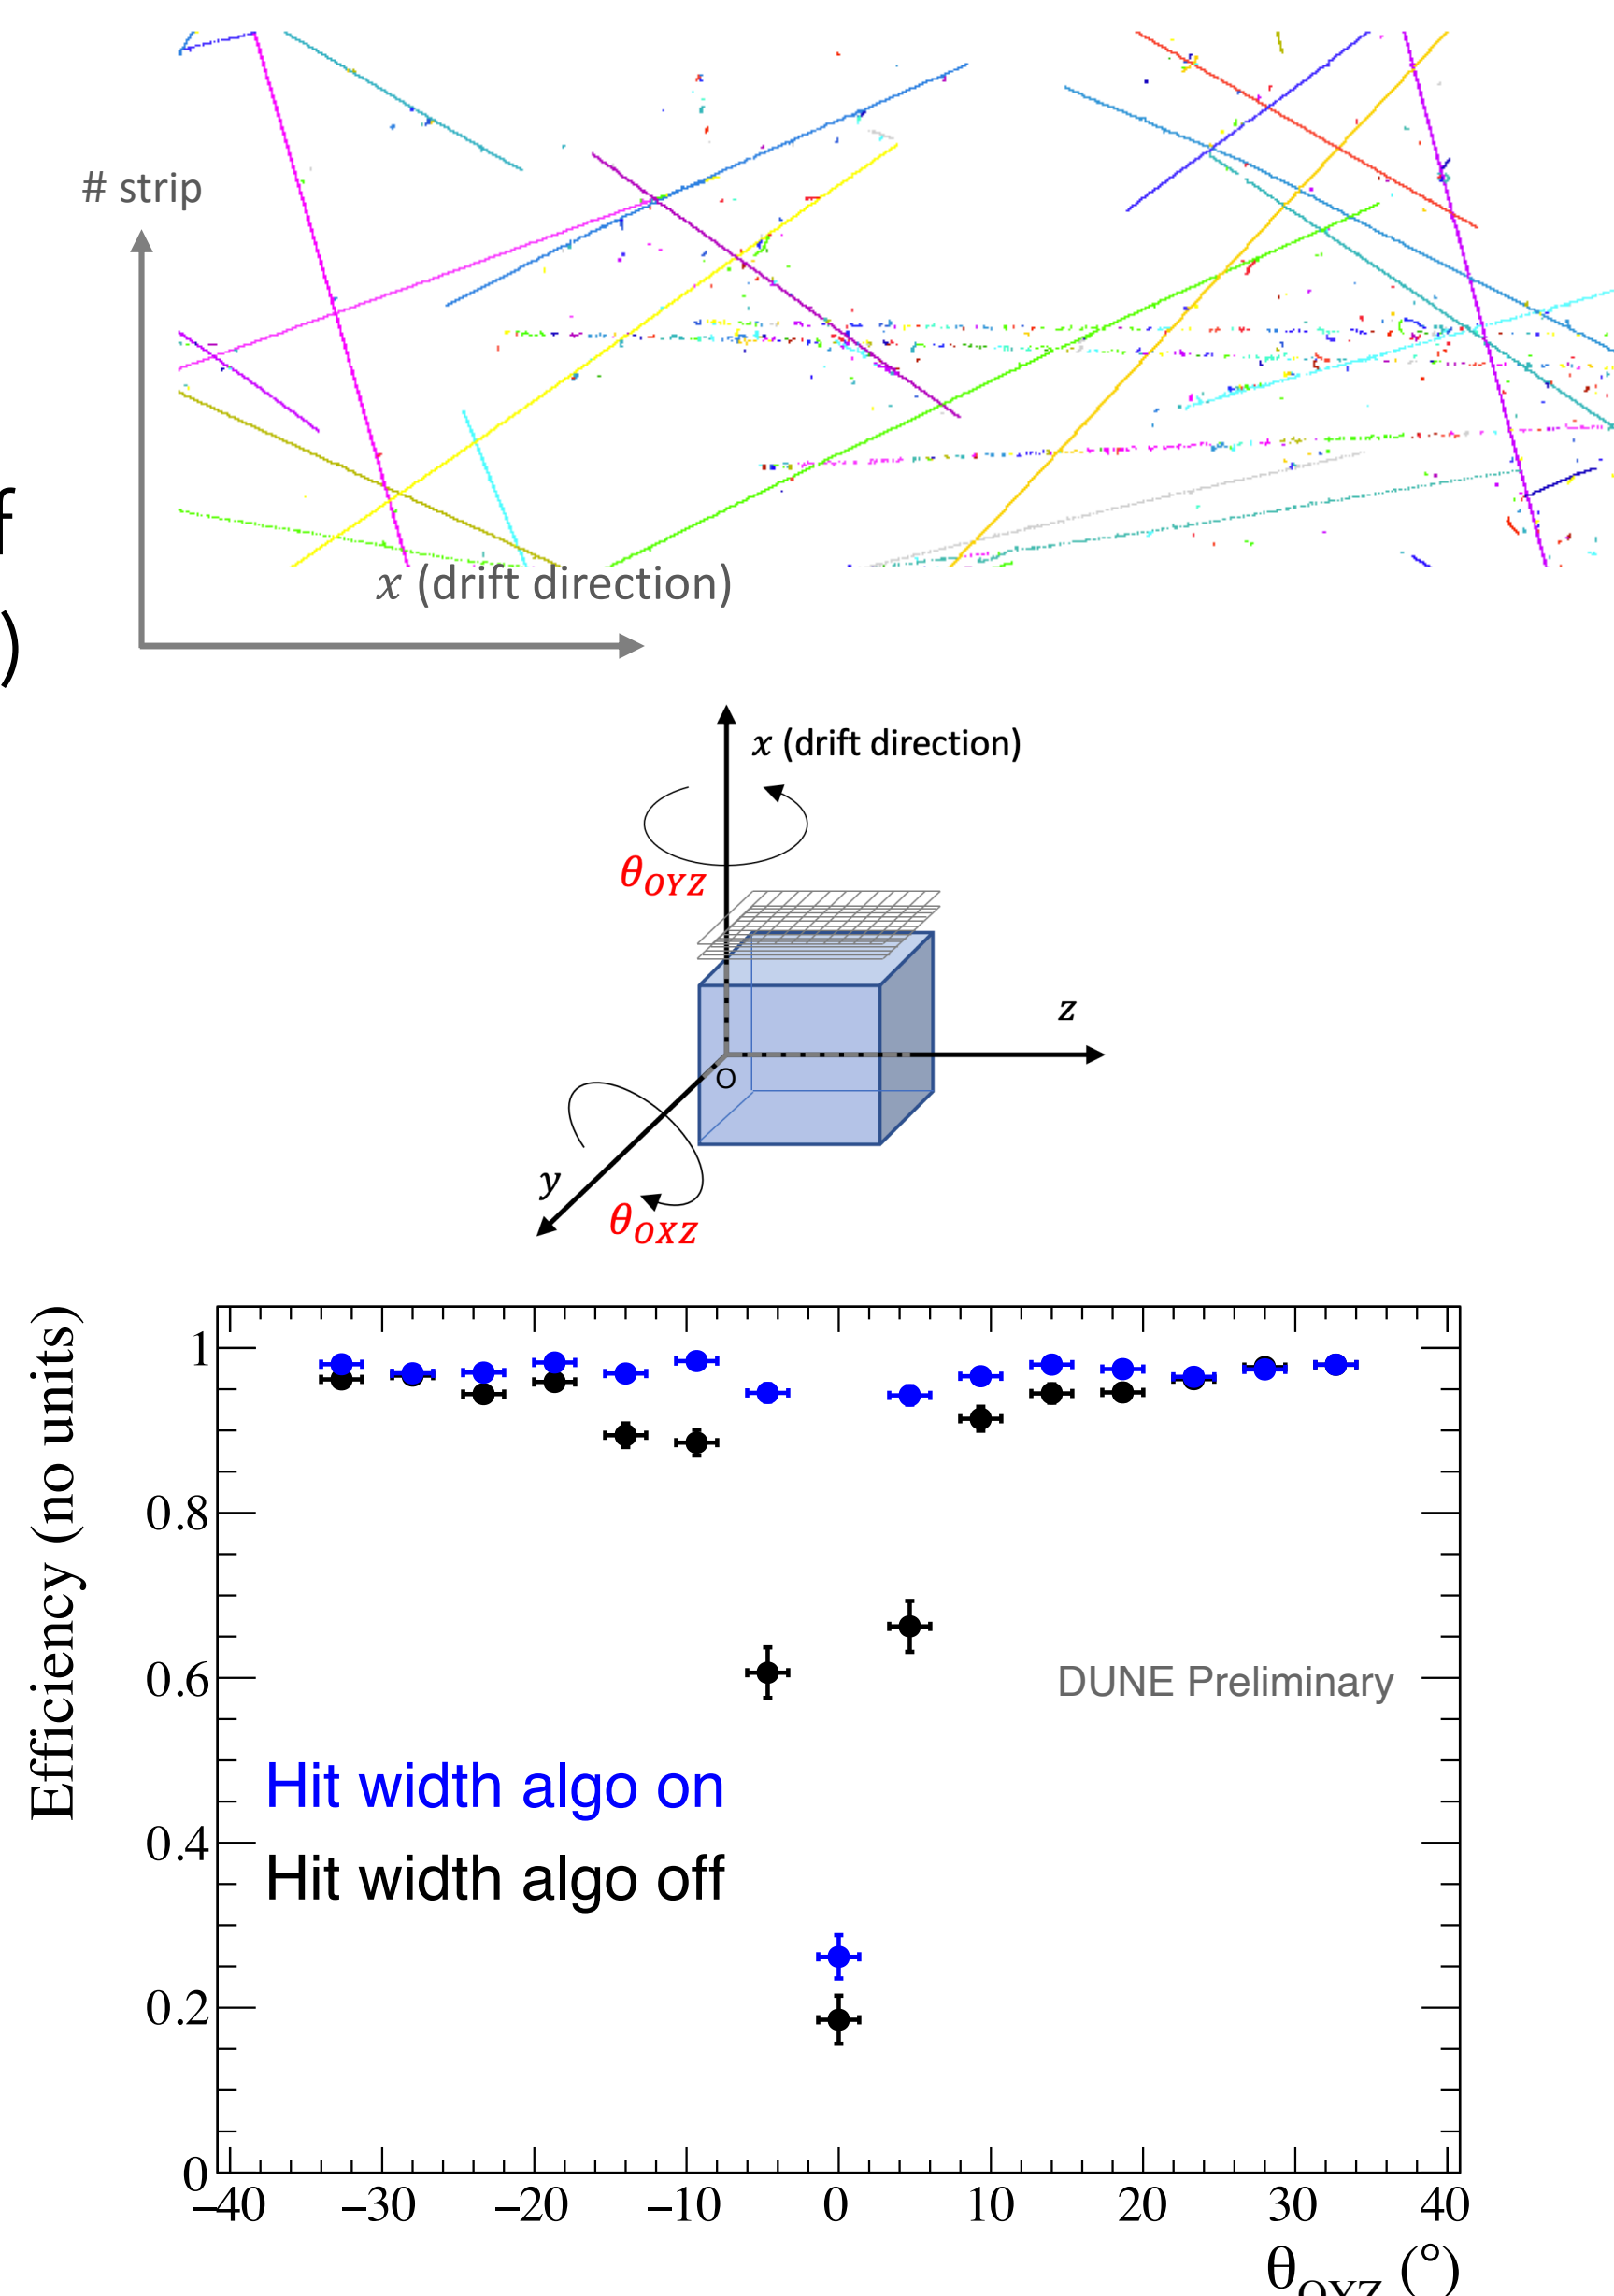 # strip
f
x (drift direction)
)
x (drift direction)
θOYZ
z
O
y
θOXZ
Efficiency (no units)
1
0.8
0.6
0.4
0.2
0
DUNE Preliminary
Hit width algo on
Hit width algo off
−40 −30 −20 −10 0 10 20 30 40
(°)